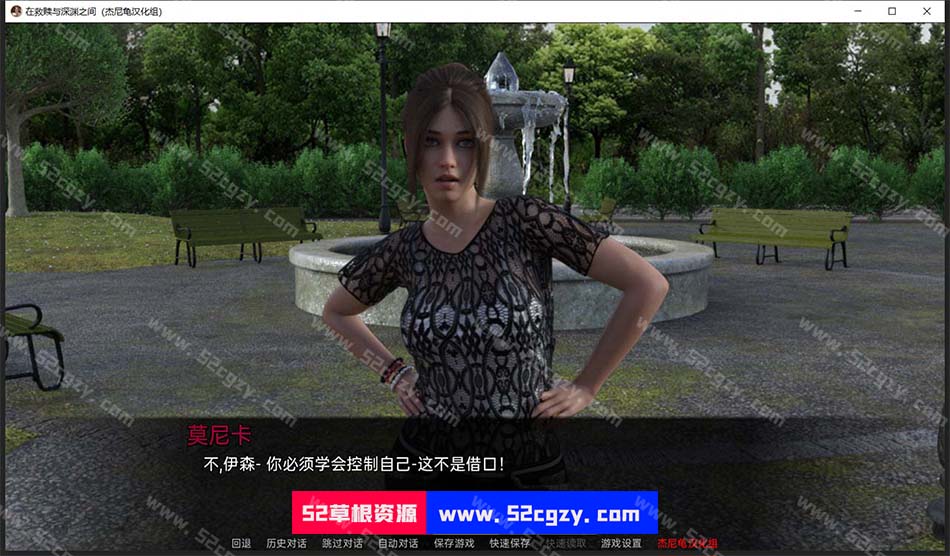 在救赎与深渊之间 (杰尼龟汉化组)
莫尼卡
不,伊森- 你必须学会控制自己-这不是借口!
52草根资源 www.52cgzy.com
回退 历史对话 跳过对话 自动对话 保存游戏 快速保存 快速读取 游戏设置 杰尼龟汉化组
www.52cgzy.com